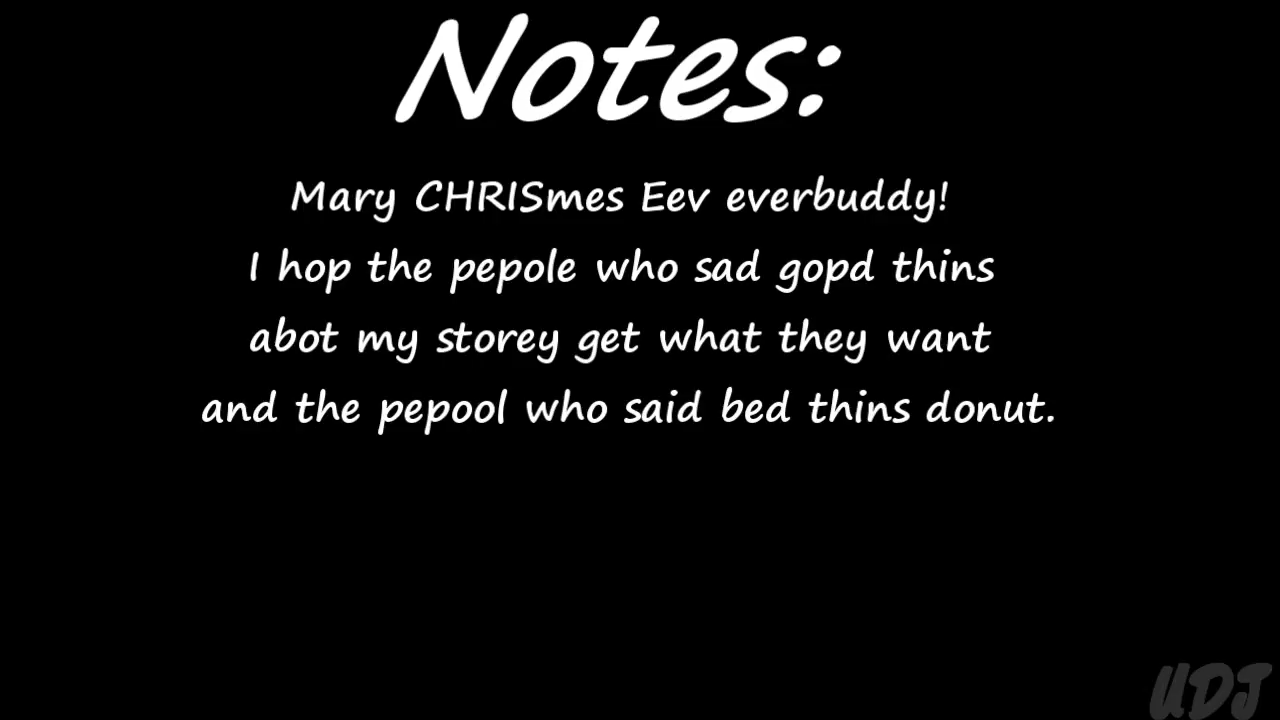 Notes:
Mary CHRISmes Eev everbuddy!
I hop the pepole who sad gopd thins
abot my storey get what they want
and the pepool who said bed thins donut.
UDJ